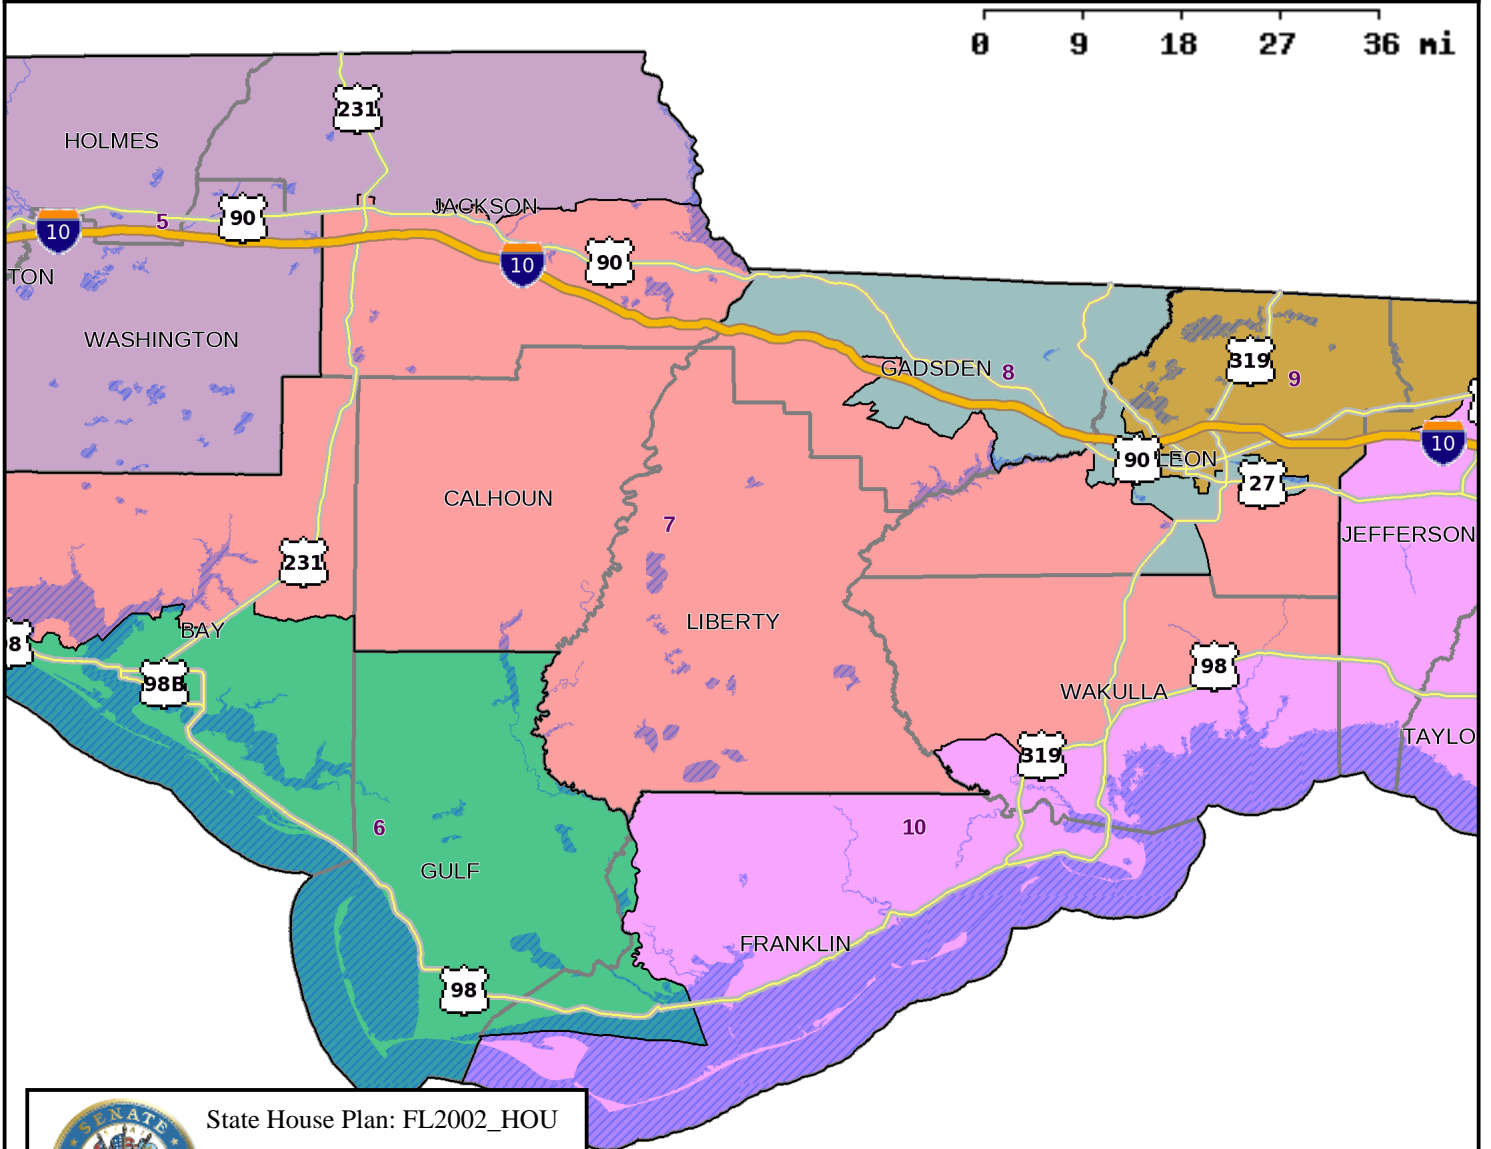 0 9 18 27 36 mi
231
HOLMES
JACKSON
90
5
10
TON
10
90
WASHINGTON
319
GADSDEN 8
9
10
90 LEON
27
CALHOUN
7
JEFFERSON
231
LIBERTY
BAY
98
98B
WAKULLA
TAYLO
319
6
10
GULF
FRANKLIN
98
SENATE
State House Plan: FL2002_HOU